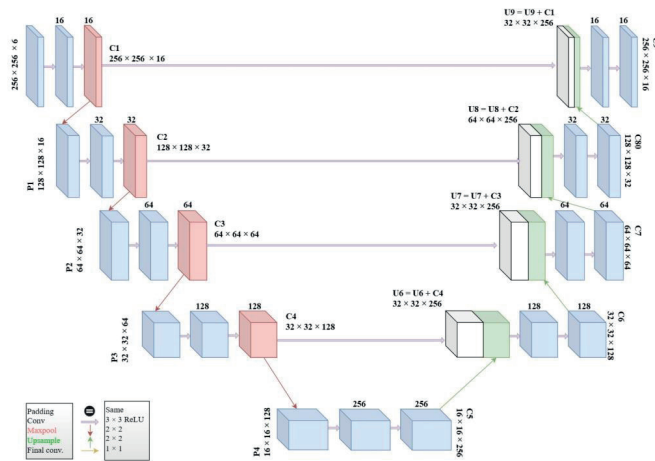 16
16
C1
256 × 256 × 16
256 × 256 × 6
U9 = U9 + C1
32 × 32 × 256
16
16
256 × 256 × 16
32
32
C2
128 × 128 × 32
P1
128 × 128 × 16
U8 = U8 + C2
64 × 64 × 256
32
32
C80
128 × 128 × 32
64
64
C3
64 × 64 × 64
P2
64 × 64 × 32
U7 = U7 + C3
32 × 32 × 256
64
64
C7
64 × 64 × 64
128
128
C4
32 × 32 × 128
P3
32 × 32 × 64
U6 = U6 + C4
32 × 32 × 256
128
128
C6
32 × 32 × 128
256
256
C5
16 × 16 × 256
P4
16 × 16 × 128
Padding = Same
Conv 3 × 3 ReLU
Maxpool 2 × 2
Upsample 2 × 2
Final conv. 1 × 1